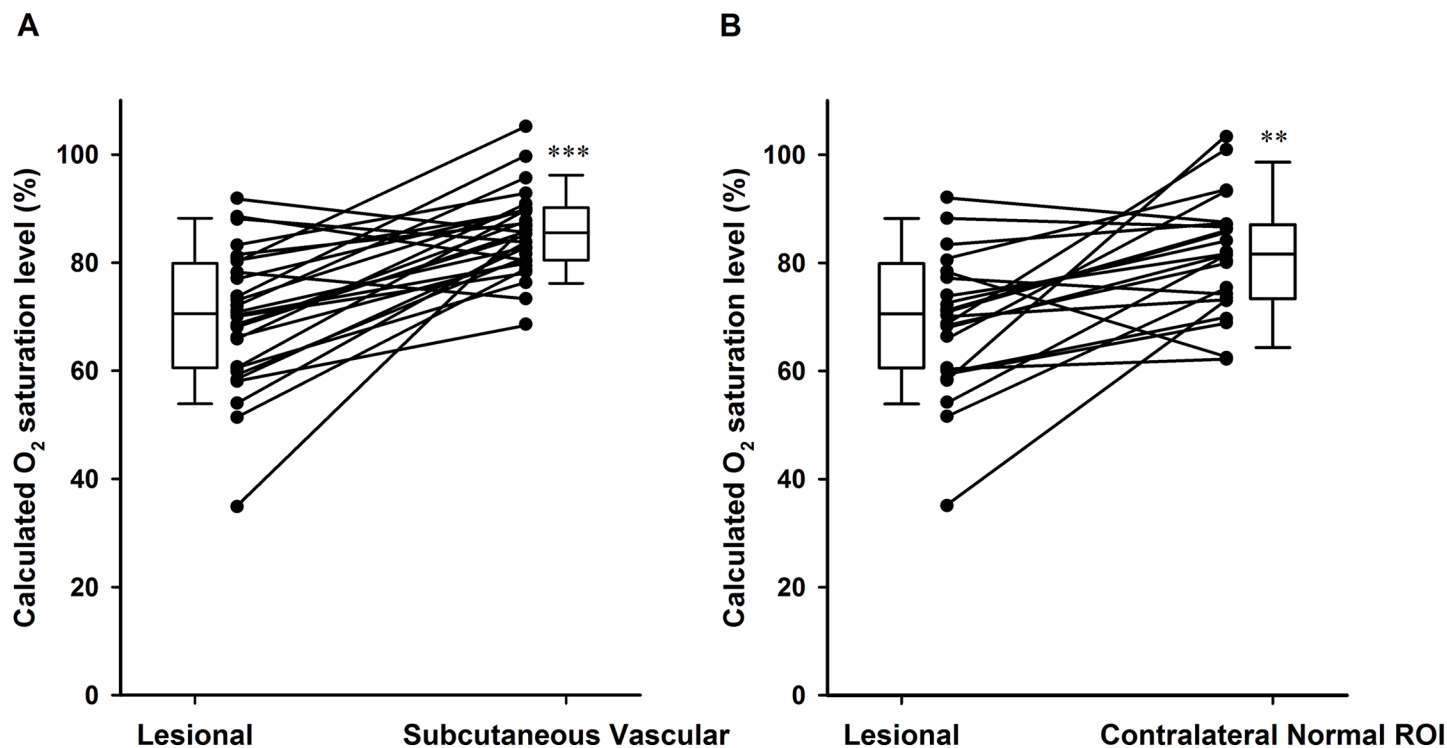 A
B
Calculated O2 saturation level (%)
100
80
60
40
20
0
***
Lesional
Subcutaneous Vascular
Calculated O2 saturation level (%)
100
80
60
40
20
0
**
Lesional
Contralateral Normal ROI